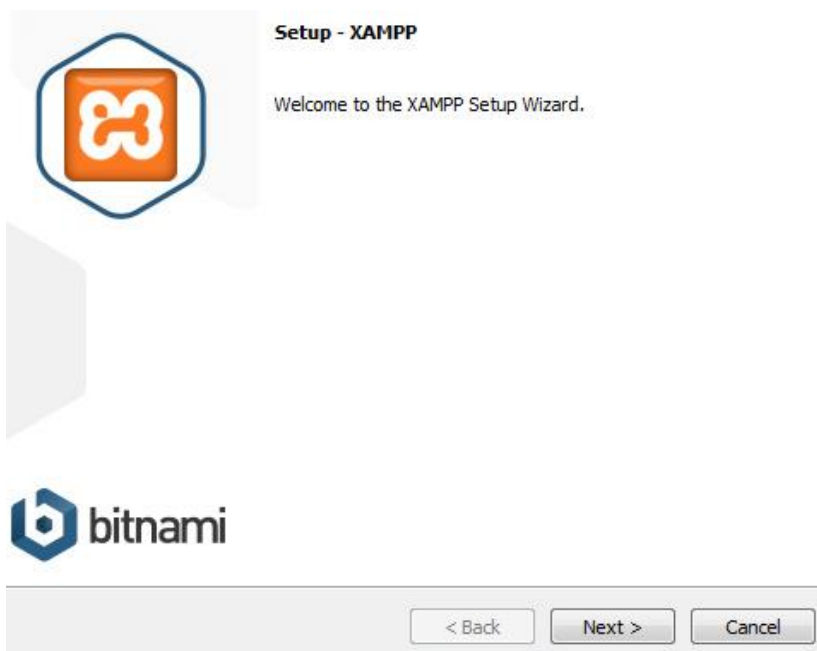 Setup - XAMPP
Welcome to the XAMPP Setup Wizard.
bitnami
< Back
Next >
Cancel